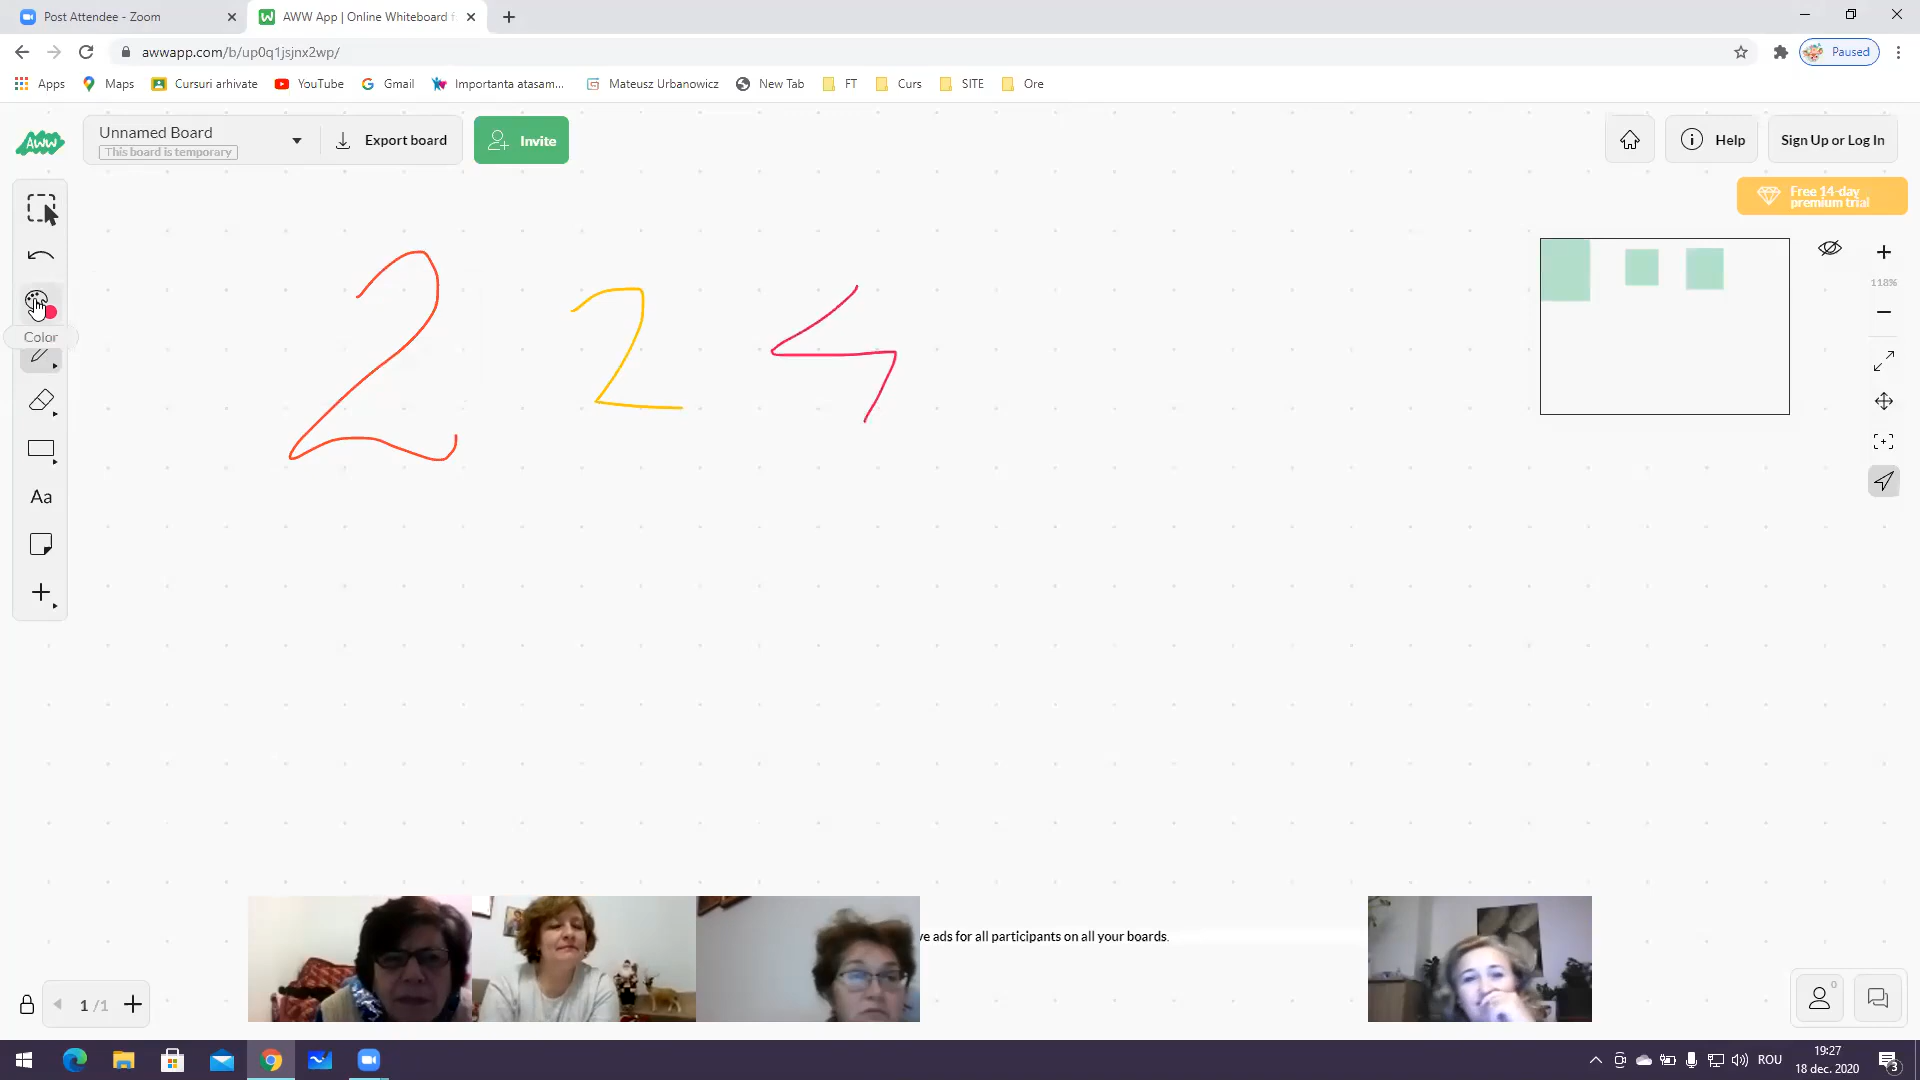 Post Attendee - Zoom
AWW App | Online Whiteboard f
awwapp.com/b/up0q1jsjnx2wp/
Paused
Apps
Maps
Cursuri arhivate
YouTube
Gmail
Importanta atasam...
Mateusz Urbanowicz
New Tab
FT
Curs
SITE
Ore
AWW
Unnamed Board
This board is temporary
Export board
Invite
Help
Sign Up or Log In
Free 14-day
premium trial
118%
Color
2 2 4
Aa
ve ads for all participants on all your boards.
1 /1
0
ROU
19:27
18 dec. 2020
3